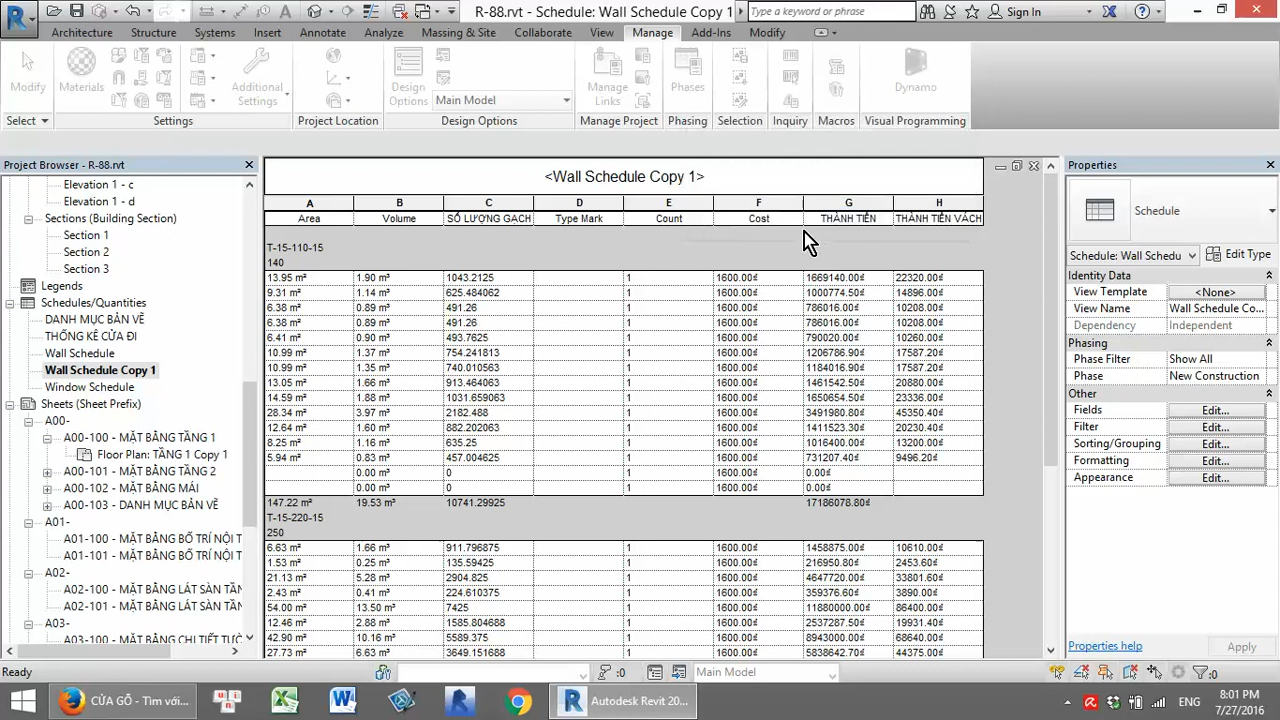 R-88.rvt - Schedule: Wall Schedule Copy 1
Type a keyword or phrase
Sign In
Architecture Structure Systems Insert Annotate Analyze Massing & Site Collaborate View Manage Add-Ins Modify
Modify
Materials
Additional Settings
Design Options
Main Model
Manage Links
Phases
Dynamo
Select
Settings
Project Location
Design Options
Manage Project
Phasing
Selection
Inquiry
Macros
Visual Programming
Project Browser - R-88.rvt
Elevation 1 - c
Elevation 1 - d
Sections (Building Section)
Section 1
Section 2
Section 3
Legends
Schedules/Quantities
DANH MỤC BẢN VẼ
THỐNG KÊ CỬA ĐI
Wall Schedule
Wall Schedule Copy 1
Window Schedule
Sheets (Sheet Prefix)
A00-
A00-100 - MẶT BẰNG TẦNG 1
Floor Plan: TẦNG 1 Copy 1
A00-101 - MẶT BẰNG TẦNG 2
A00-102 - MẶT BẰNG MÁI
A00-103 - DANH MỤC BẢN VẼ
A01-
A01-100 - MẶT BẰNG BỐ TRÍ NỘI T
A01-101 - MẶT BẰNG BỐ TRÍ NỘI T
A02-
A02-100 - MẶT BẰNG LÁT SÀN TẦN
A02-101 - MẶT BẰNG LÁT SÀN TẦN
A03-
A03-100 - MẶT BẰNG CHI TIẾT TƯ
<Wall Schedule Copy 1>
A B C D E F G H
Area Volume SỐ LƯỢNG GẠCH Type Mark Count Cost THÀNH TIỀN THÀNH TIỀN VÁCH
T-15-110-15
140
13.95 m² 1.90 m³ 1043.2125 1 1600.00₫ 1669140.00₫ 22320.00₫
9.31 m² 1.14 m³ 625.484062 1 1600.00₫ 1000774.50₫ 14896.00₫
6.38 m² 0.89 m³ 491.26 1 1600.00₫ 786016.00₫ 10208.00₫
6.38 m² 0.89 m³ 491.26 1 1600.00₫ 786016.00₫ 10208.00₫
6.41 m² 0.90 m³ 493.7625 1 1600.00₫ 790020.00₫ 10260.00₫
10.99 m² 1.37 m³ 754.241813 1 1600.00₫ 1206786.90₫ 17587.20₫
10.99 m² 1.35 m³ 740.010563 1 1600.00₫ 1184016.90₫ 17587.20₫
13.05 m² 1.66 m³ 913.464063 1 1600.00₫ 1461542.50₫ 20880.00₫
14.59 m² 1.88 m³ 1031.659063 1 1600.00₫ 1650654.50₫ 23336.00₫
28.34 m² 3.97 m³ 2182.488 1 1600.00₫ 3491980.80₫ 45350.40₫
12.64 m² 1.60 m³ 882.202063 1 1600.00₫ 1411523.30₫ 20230.40₫
8.25 m² 1.16 m³ 635.25 1 1600.00₫ 1016400.00₫ 13200.00₫
5.94 m² 0.83 m³ 457.004625 1 1600.00₫ 731207.40₫ 9496.20₫
0.00 m³ 0 1 1600.00₫ 0.00₫
0.00 m³ 0 1 1600.00₫ 0.00₫
147.22 m² 19.53 m³ 10741.29925 17186078.80₫
T-15-220-15
250
6.63 m² 1.66 m³ 911.796875 1 1600.00₫ 1458875.00₫ 10610.00₫
1.53 m² 0.25 m³ 135.59425 1 1600.00₫ 216950.80₫ 2453.60₫
21.13 m² 5.28 m³ 2904.825 1 1600.00₫ 4647720.00₫ 33801.60₫
2.43 m² 0.41 m³ 224.610375 1 1600.00₫ 359376.60₫ 3890.00₫
54.00 m² 13.50 m³ 7425 1 1600.00₫ 11880000.00₫ 86400.00₫
12.46 m² 2.88 m³ 1585.804688 1 1600.00₫ 2537287.50₫ 19931.40₫
42.90 m² 10.16 m³ 5589.375 1 1600.00₫ 8943000.00₫ 68640.00₫
27.73 m² 6.63 m³ 3649.151688 1 1600.00₫ 5838642.70₫ 44375.00₫
Properties
Schedule
Schedule: Wall Schedu
Edit Type
Identity Data
View Template <None>
View Name Wall Schedule Co...
Dependency Independent
Phasing
Phase Filter Show All
Phase New Construction
Other
Fields Edit...
Filter Edit...
Sorting/Grouping Edit...
Formatting Edit...
Appearance Edit...
Properties help
Apply
Ready
:0
Main Model
:0
CỬA GỖ - Tìm với...
Autodesk Revit 20...
ENG
8:01 PM
7/27/2016